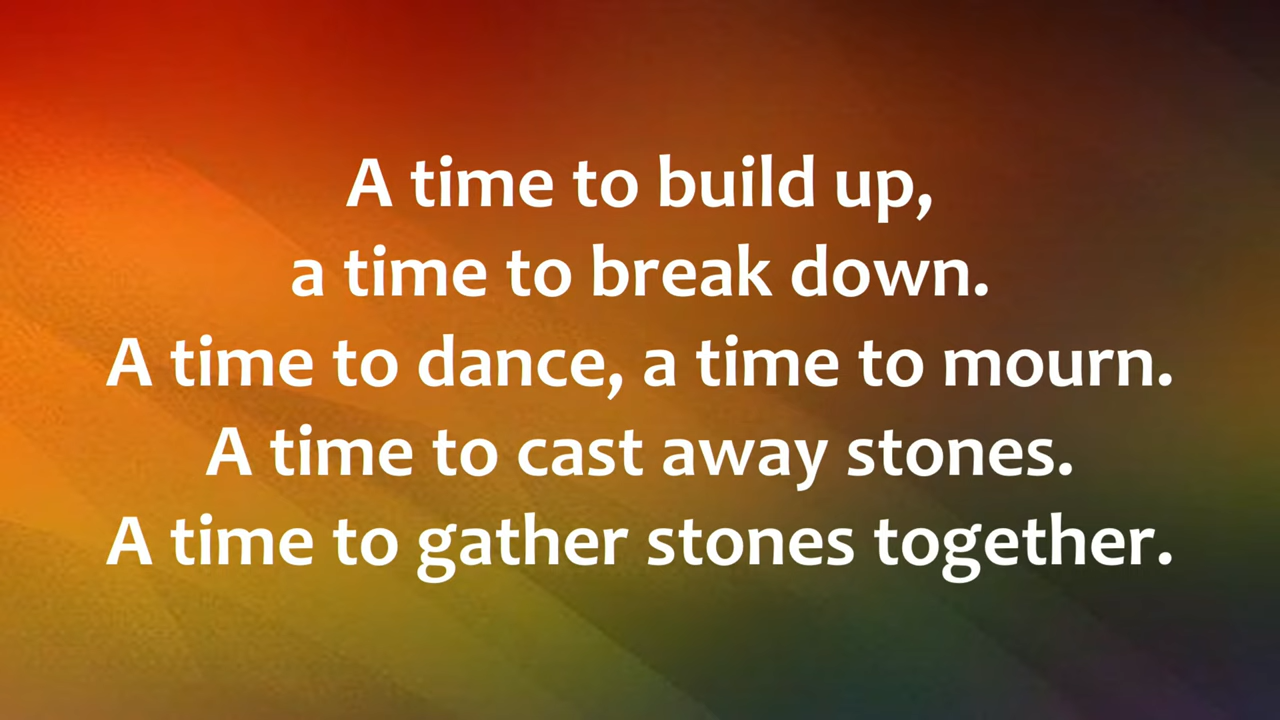 A time to build up,
a time to break down.
A time to dance, a time to mourn.
A time to cast away stones.
A time to gather stones together.